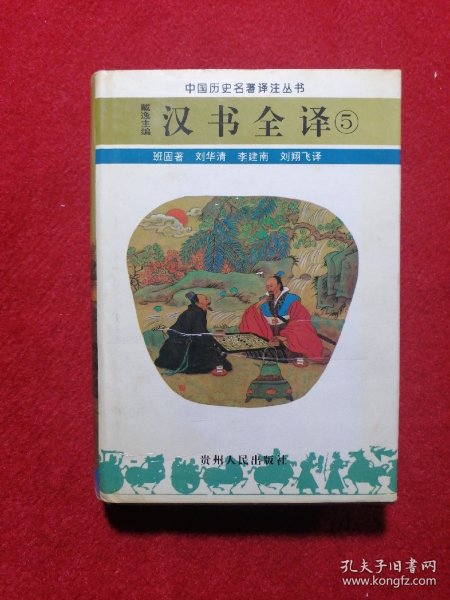 中国历史名著译注丛书
戴逸主编
汉书全译⑤
班固著 刘华清 李建南 刘翔飞译
贵州人民出版社
孔夫子旧书网
www.kongfz.com